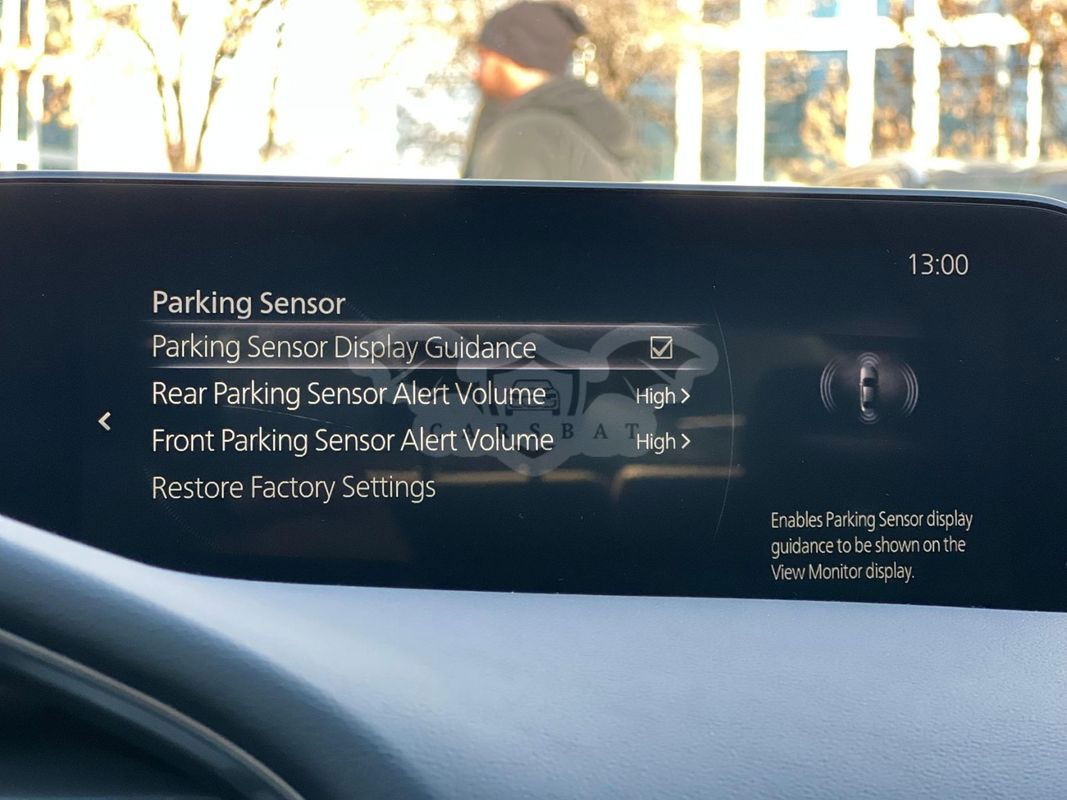 13:00
Parking Sensor
Parking Sensor Display Guidance
Rear Parking Sensor Alert Volume High
Front Parking Sensor Alert Volume High
Restore Factory Settings
CARSBAT
Enables Parking Sensor display
guidance to be shown on the
View Monitor display.